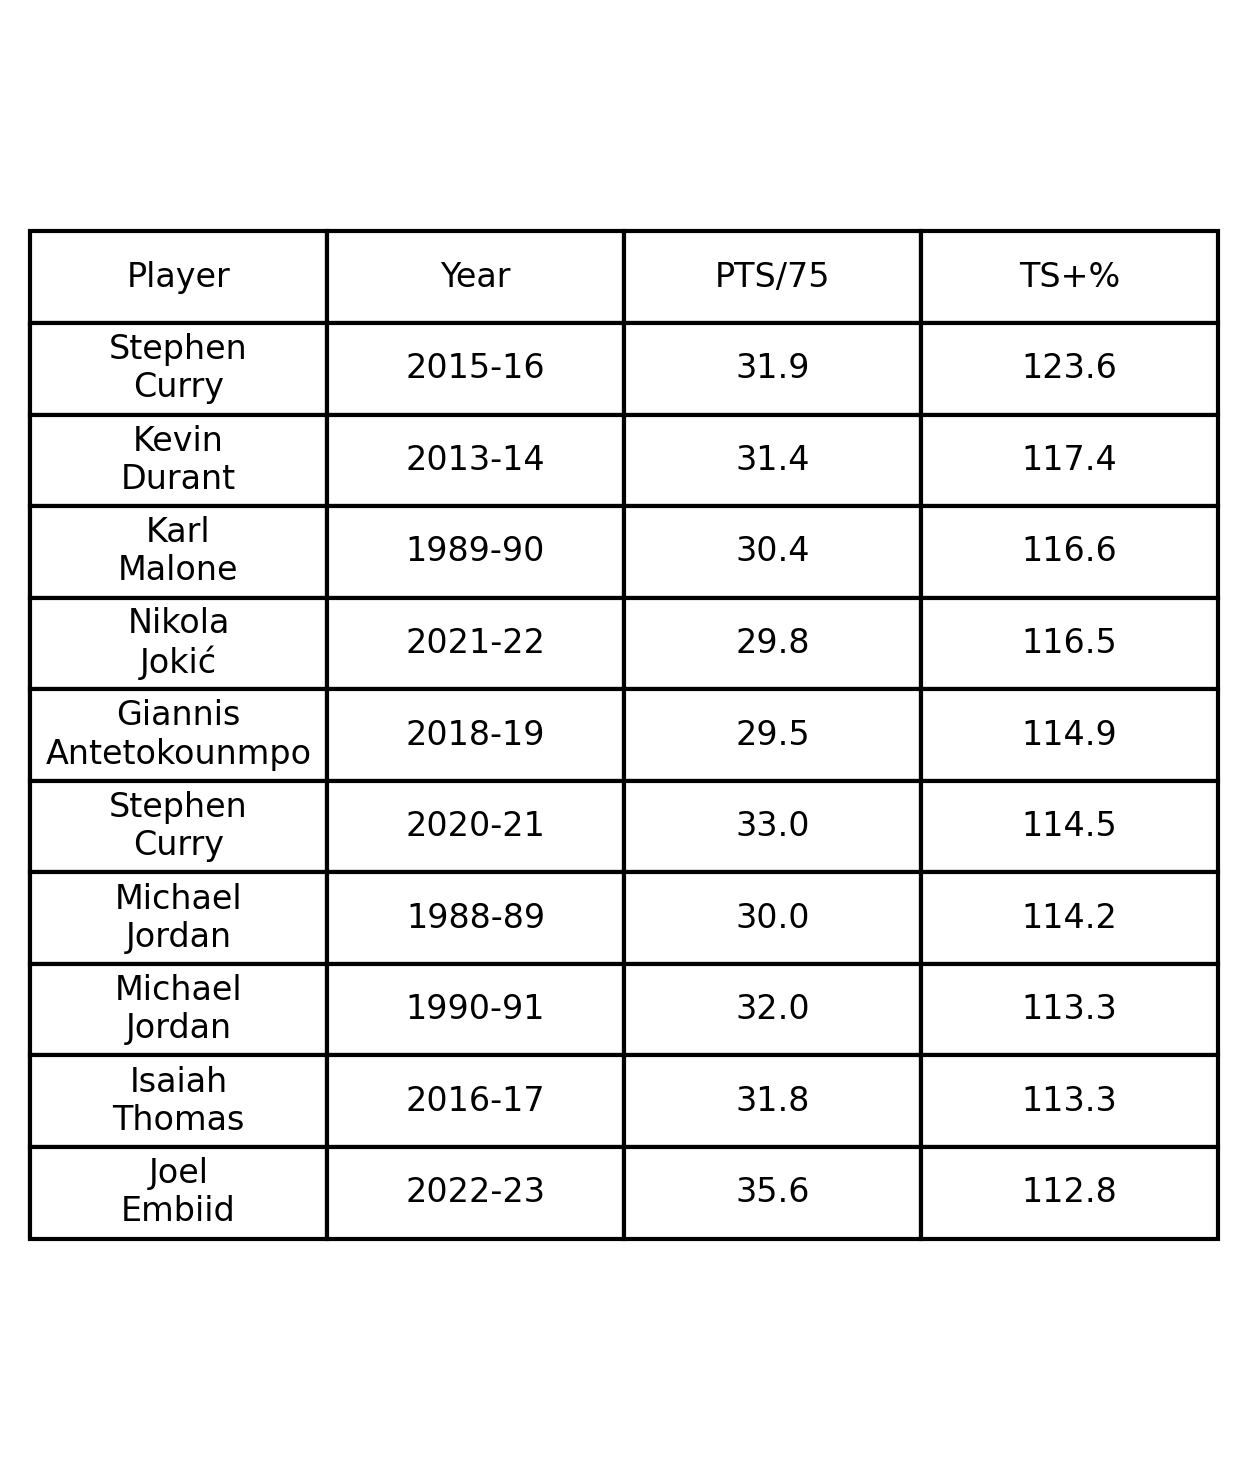 Player Year PTS/75 TS+%
Stephen
Curry 2015-16 31.9 123.6
Kevin
Durant 2013-14 31.4 117.4
Karl
Malone 1989-90 30.4 116.6
Nikola
Jokić 2021-22 29.8 116.5
Giannis
Antetokounmpo 2018-19 29.5 114.9
Stephen
Curry 2020-21 33.0 114.5
Michael
Jordan 1988-89 30.0 114.2
Michael
Jordan 1990-91 32.0 113.3
Isaiah
Thomas 2016-17 31.8 113.3
Joel
Embiid 2022-23 35.6 112.8